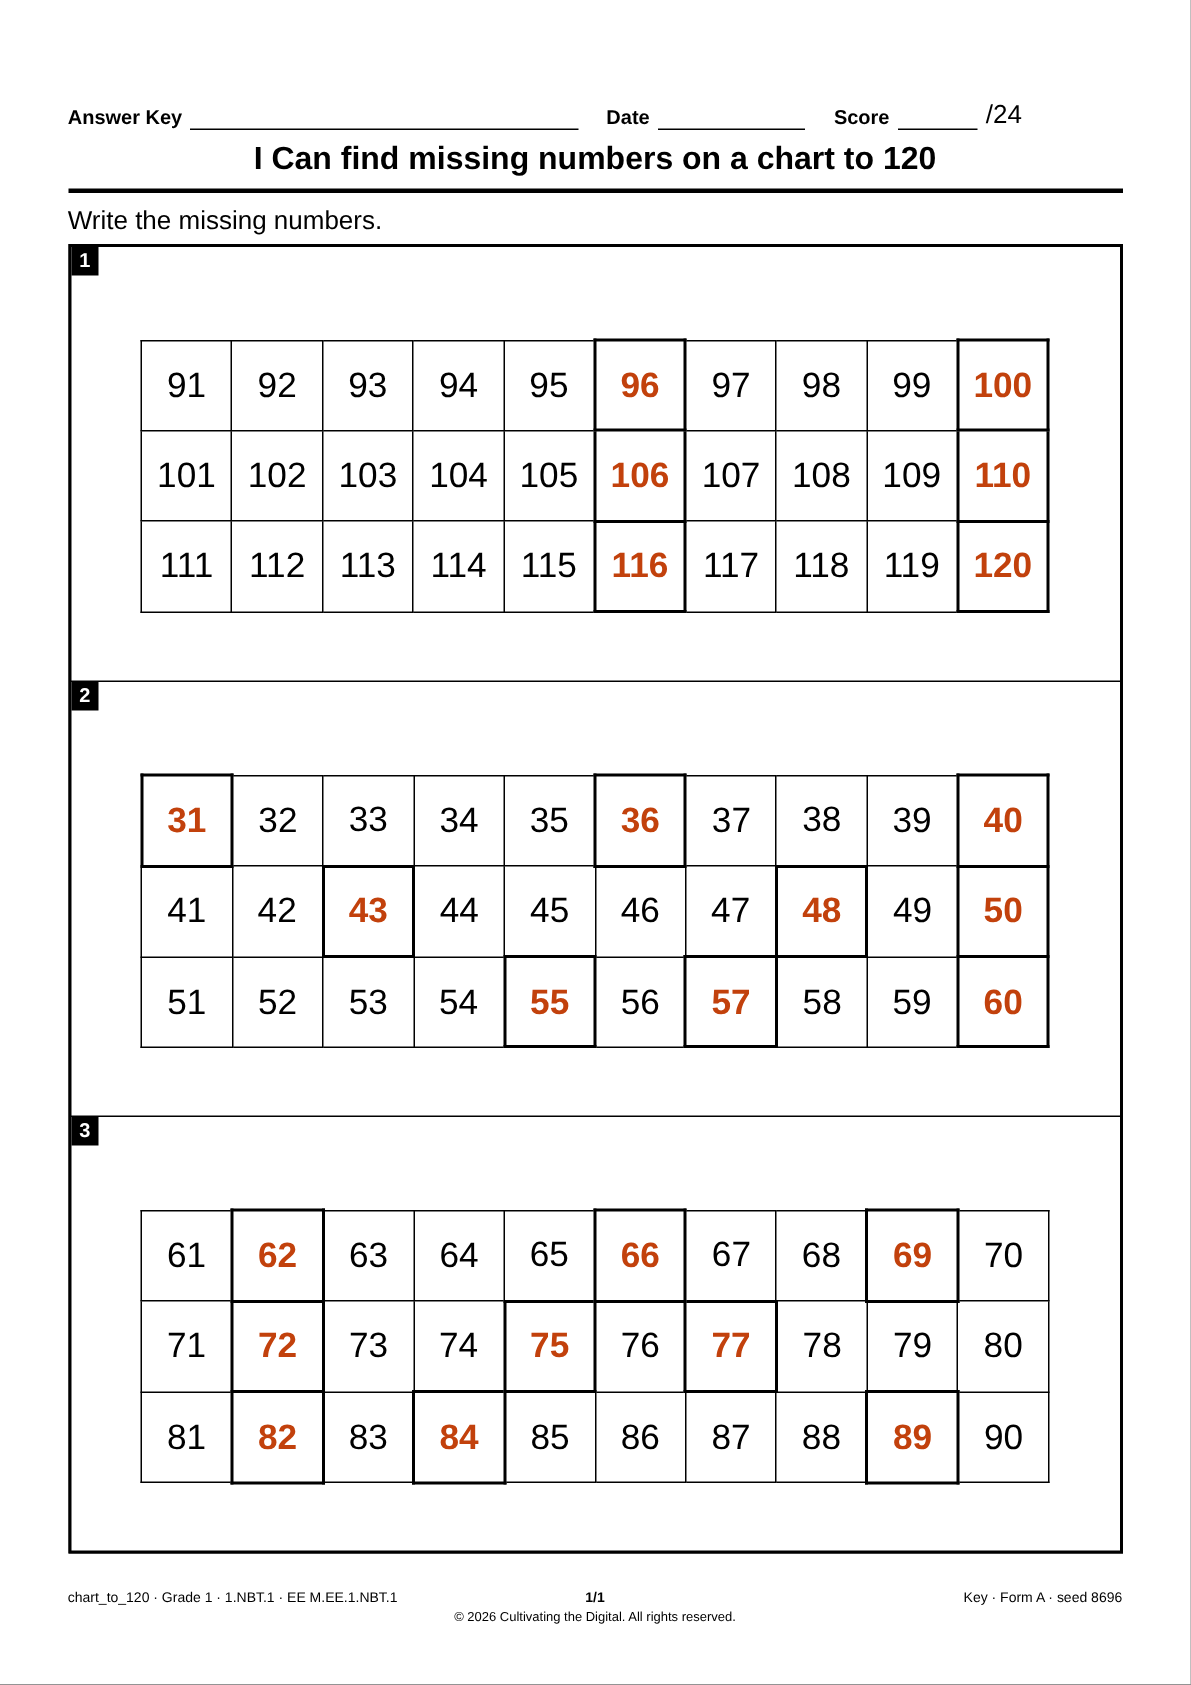 Answer Key Date Score /24
I Can find missing numbers on a chart to 120
Write the missing numbers.
1
91 92 93 94 95 96 97 98 99 100
101 102 103 104 105 106 107 108 109 110
111 112 113 114 115 116 117 118 119 120
2
31 32 33 34 35 36 37 38 39 40
41 42 43 44 45 46 47 48 49 50
51 52 53 54 55 56 57 58 59 60
3
61 62 63 64 65 66 67 68 69 70
71 72 73 74 75 76 77 78 79 80
81 82 83 84 85 86 87 88 89 90
chart_to_120 · Grade 1 · 1.NBT.1 · EE M.EE.1.NBT.1 1/1 Key · Form A · seed 8696
© 2026 Cultivating the Digital. All rights reserved.